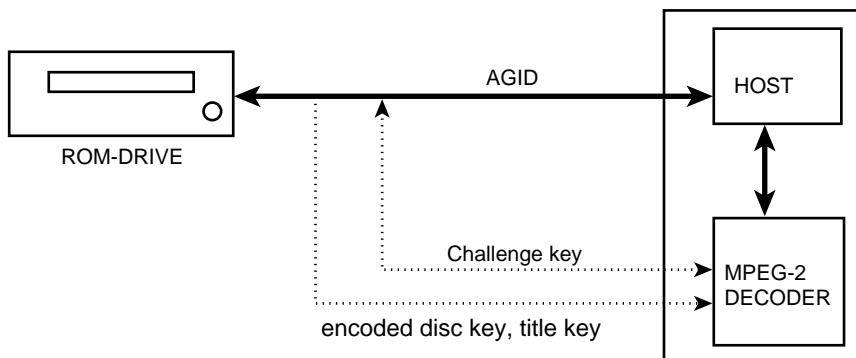 AGID
HOST
ROM-DRIVE
Challenge key
MPEG-2
DECODER
encoded disc key, title key